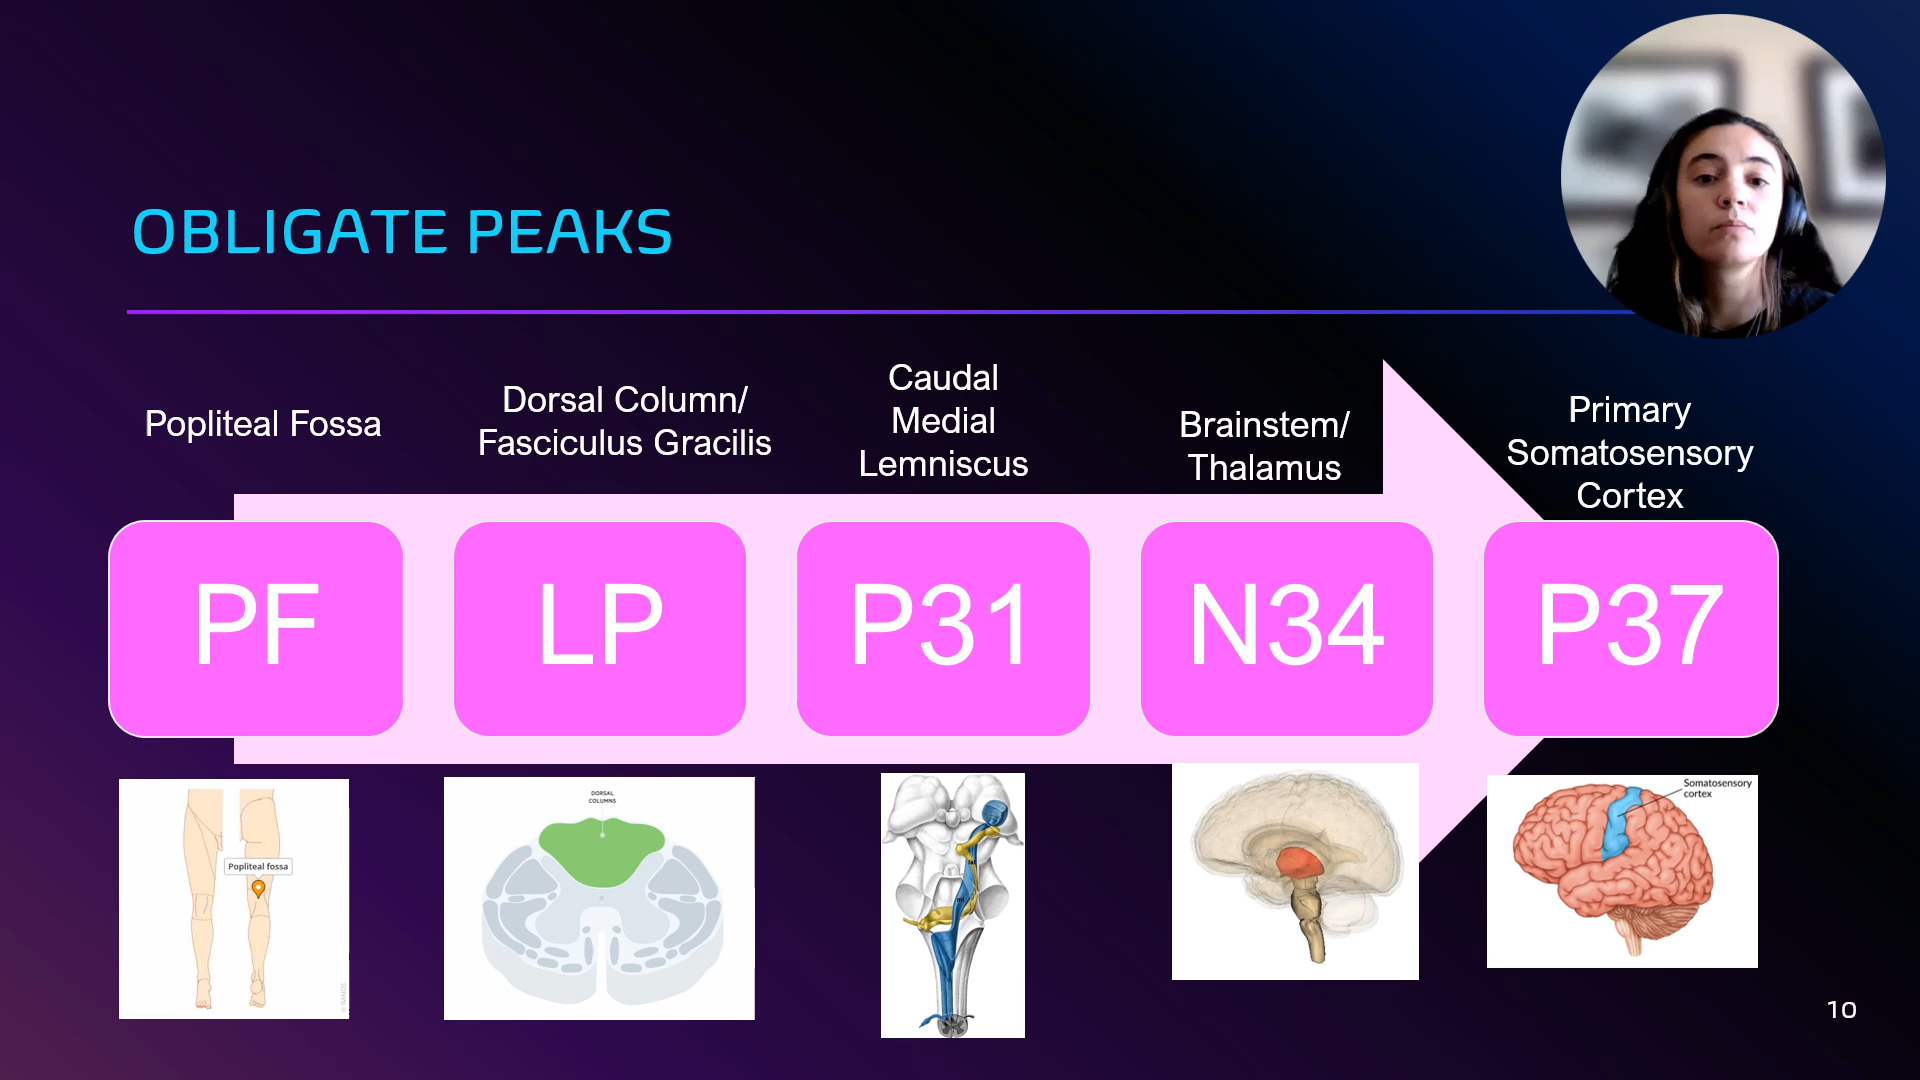 OBLIGATE PEAKS
Popliteal Fossa
Dorsal Column/
Fasciculus Gracilis
Caudal
Medial
Lemniscus
Brainstem/
Thalamus
Primary
Somatosensory
Cortex
PF
LP
P31
N34
P37
Popliteal fossa
DORSAL
COLUMNS
ml
Somatosensory
cortex
10